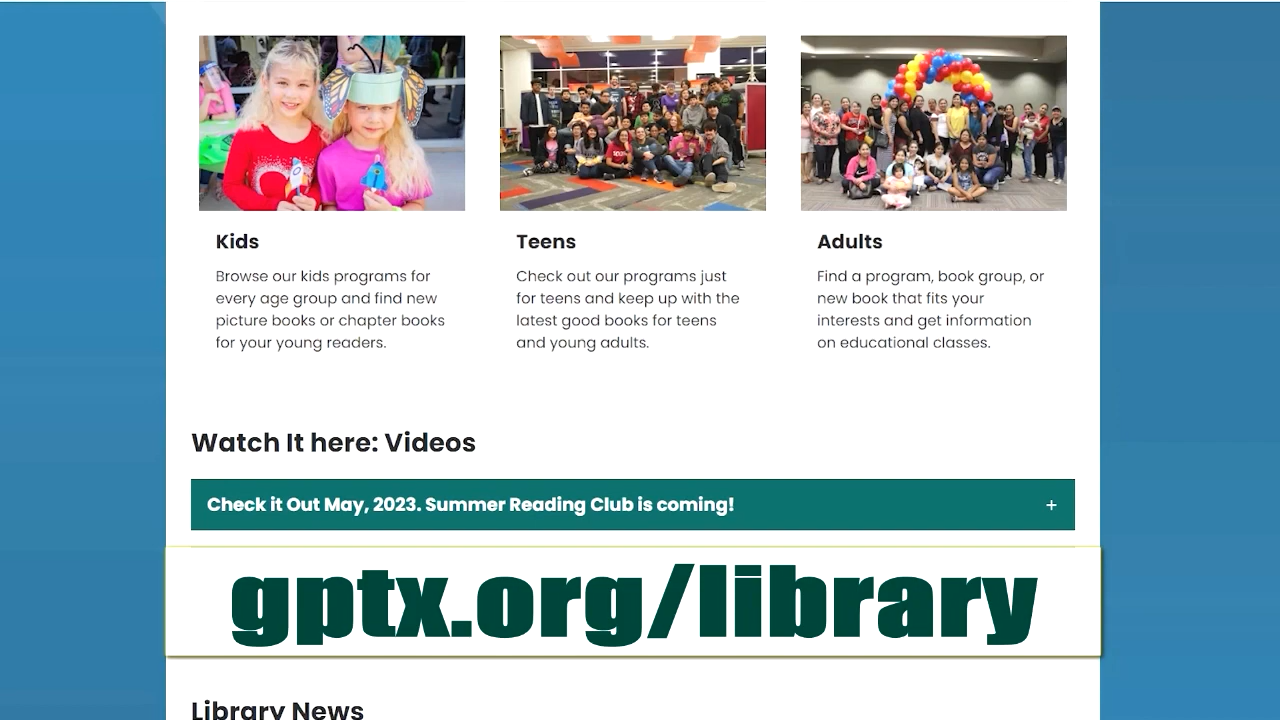 Kids
Browse our kids programs for
every age group and find new
picture books or chapter books
for your young readers.
Teens
Check out our programs just
for teens and keep up with the
latest good books for teens
and young adults.
Adults
Find a program, book group, or
new book that fits your
interests and get information
on educational classes.
Watch It here: Videos
Check it Out May, 2023. Summer Reading Club is coming! +
gptx.org/library
Library News